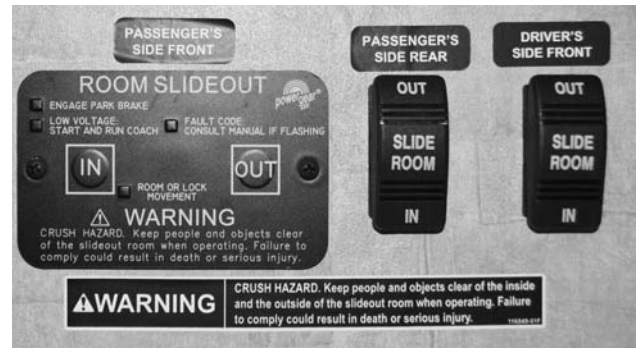 PASSENGER'S
SIDE FRONT
ROOM SLIDEOUT
powergear®
ENGAGE PARK BRAKE
LOW VOLTAGE:
START AND RUN COACH
FAULT CODE:
CONSULT MANUAL IF FLASHING
IN
OUT
ROOM OR LOCK
MOVEMENT
WARNING
CRUSH HAZARD. Keep people and objects clear
of the slideout room when operating. Failure to
comply could result in death or serious injury.
PASSENGER'S
SIDE REAR
OUT
SLIDE
ROOM
IN
DRIVER'S
SIDE FRONT
OUT
SLIDE
ROOM
IN
WARNING
CRUSH HAZARD. Keep people and objects clear of the inside
and the outside of the slideout room when operating. Failure
to comply could result in death or serious injury.